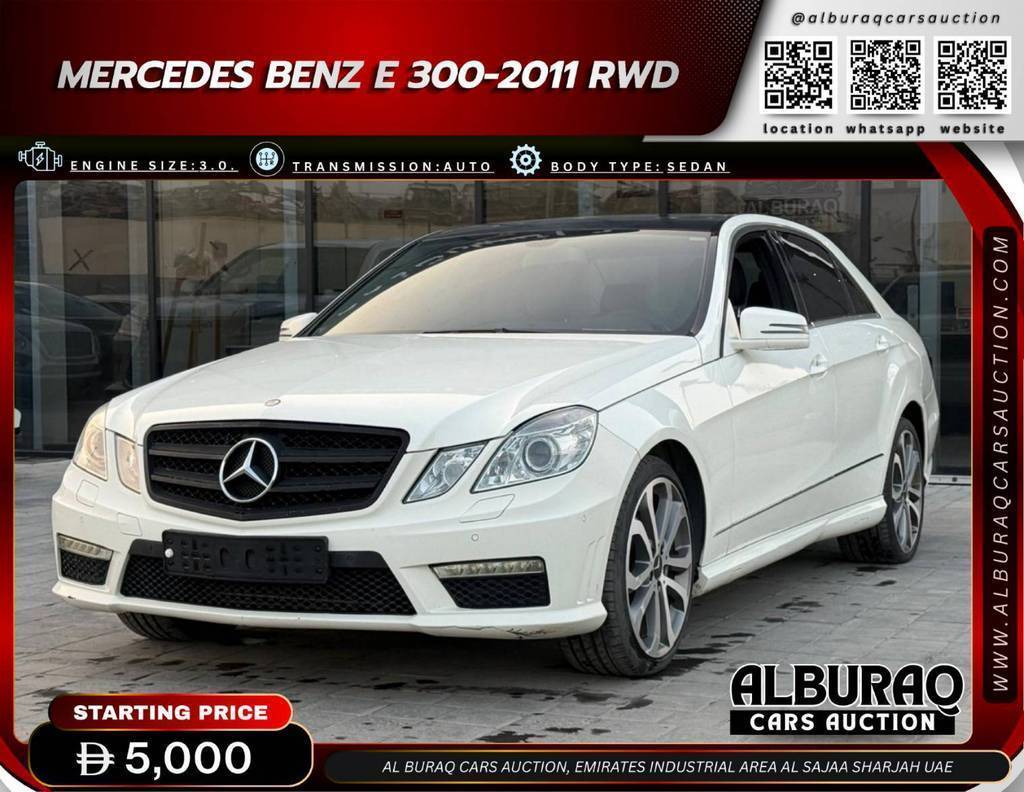 @alburaqcarsauction
MERCEDES BENZ E 300-2011 RWD
location whatsapp website
ENGINE SIZE:3.0. TRANSMISSION:AUTO BODY TYPE: SEDAN
AL BURAQ
WWW.ALBURAQCARSAUCTION.COM
ALBURAQ
CARS AUCTION
STARTING PRICE
5,000
AL BURAQ CARS AUCTION, EMIRATES INDUSTRIAL AREA AL SAJAA SHARJAH UAE